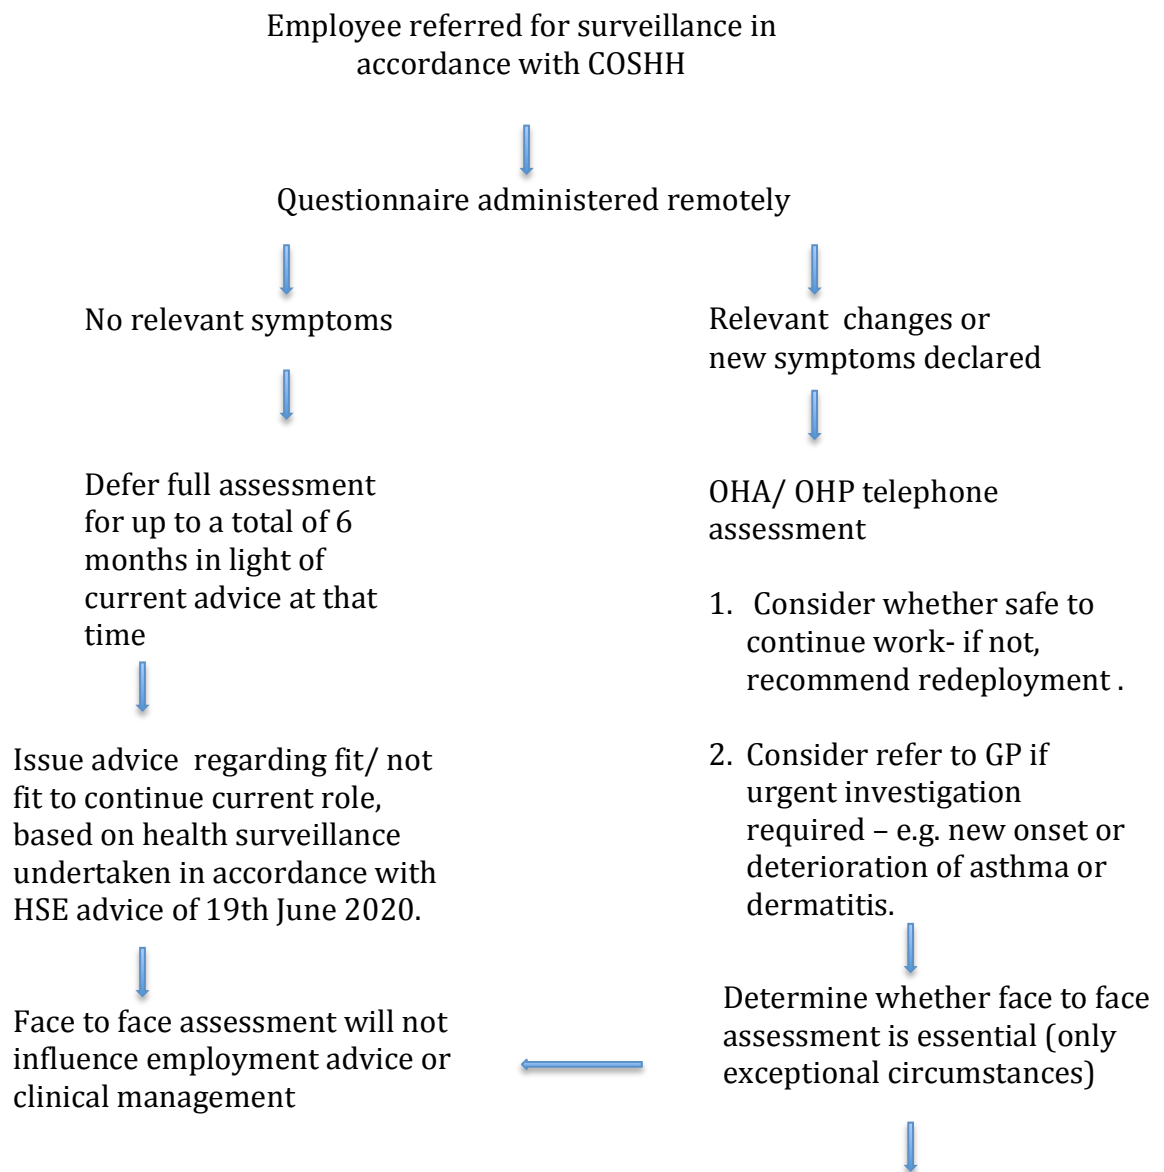 Employee referred for surveillance in
accordance with COSHH
Questionnaire administered remotely
No relevant symptoms
Relevant  changes or
new symptoms declared
Defer full assessment
for up to a total of 6
months in light of
current advice at that
time
OHA/ OHP telephone
assessment
1.  Consider whether safe to
continue work- if not,
recommend redeployment .
Issue advice  regarding fit/ not
fit to continue current role,
based on health surveillance
undertaken in accordance with
HSE advice of 19th June 2020.
2. Consider refer to GP if
urgent investigation
required – e.g. new onset or
deterioration of asthma or
dermatitis.
Face to face assessment will not
influence employment advice or
clinical management
Determine whether face to face
assessment is essential (only
exceptional circumstances)